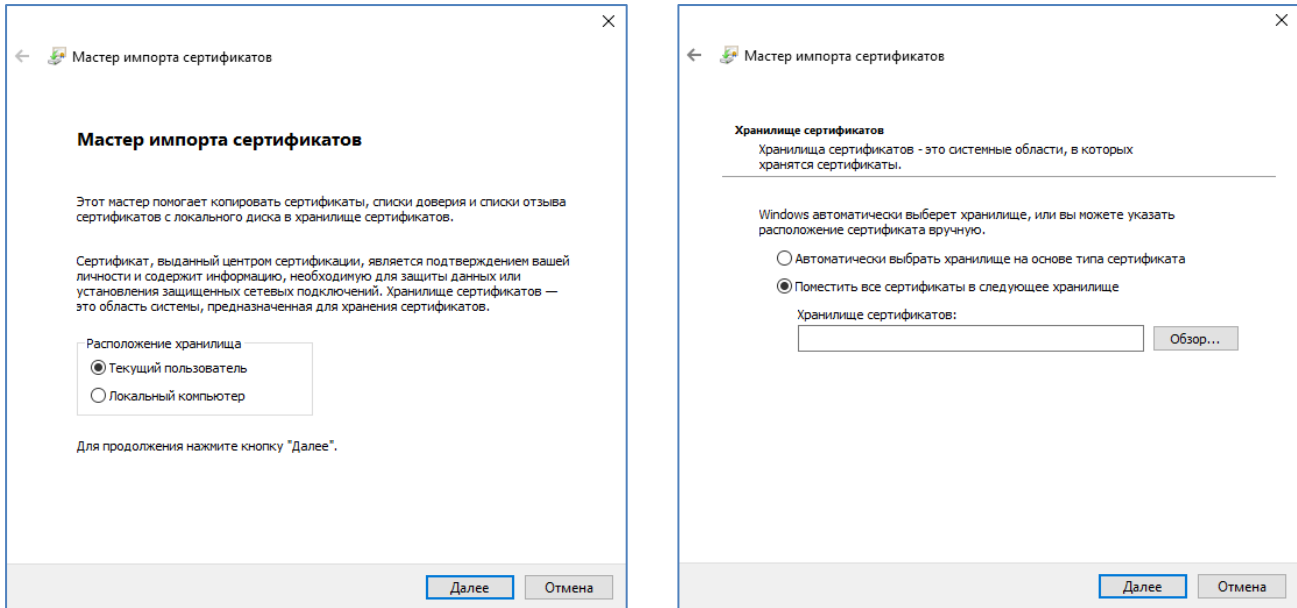 Мастер импорта сертификатов
Мастер импорта сертификатов
Этот мастер помогает копировать сертификаты, списки доверия и списки отзыва
сертификатов с локального диска в хранилище сертификатов.
Сертификат, выданный центром сертификации, является подтверждением вашей
личности и содержит информацию, необходимую для защиты данных или
установления защищенных сетевых подключений. Хранилище сертификатов —
это область системы, предназначенная для хранения сертификатов.
Расположение хранилища
Текущий пользователь
Локальный компьютер
Для продолжения нажмите кнопку "Далее".
Далее
Отмена
Мастер импорта сертификатов
Хранилище сертификатов
Хранилища сертификатов - это системные области, в которых
хранятся сертификаты.
Windows автоматически выберет хранилище, или вы можете указать
расположение сертификата вручную.
Автоматически выбрать хранилище на основе типа сертификата
Поместить все сертификаты в следующее хранилище
Хранилище сертификатов:
Обзор...
Далее
Отмена